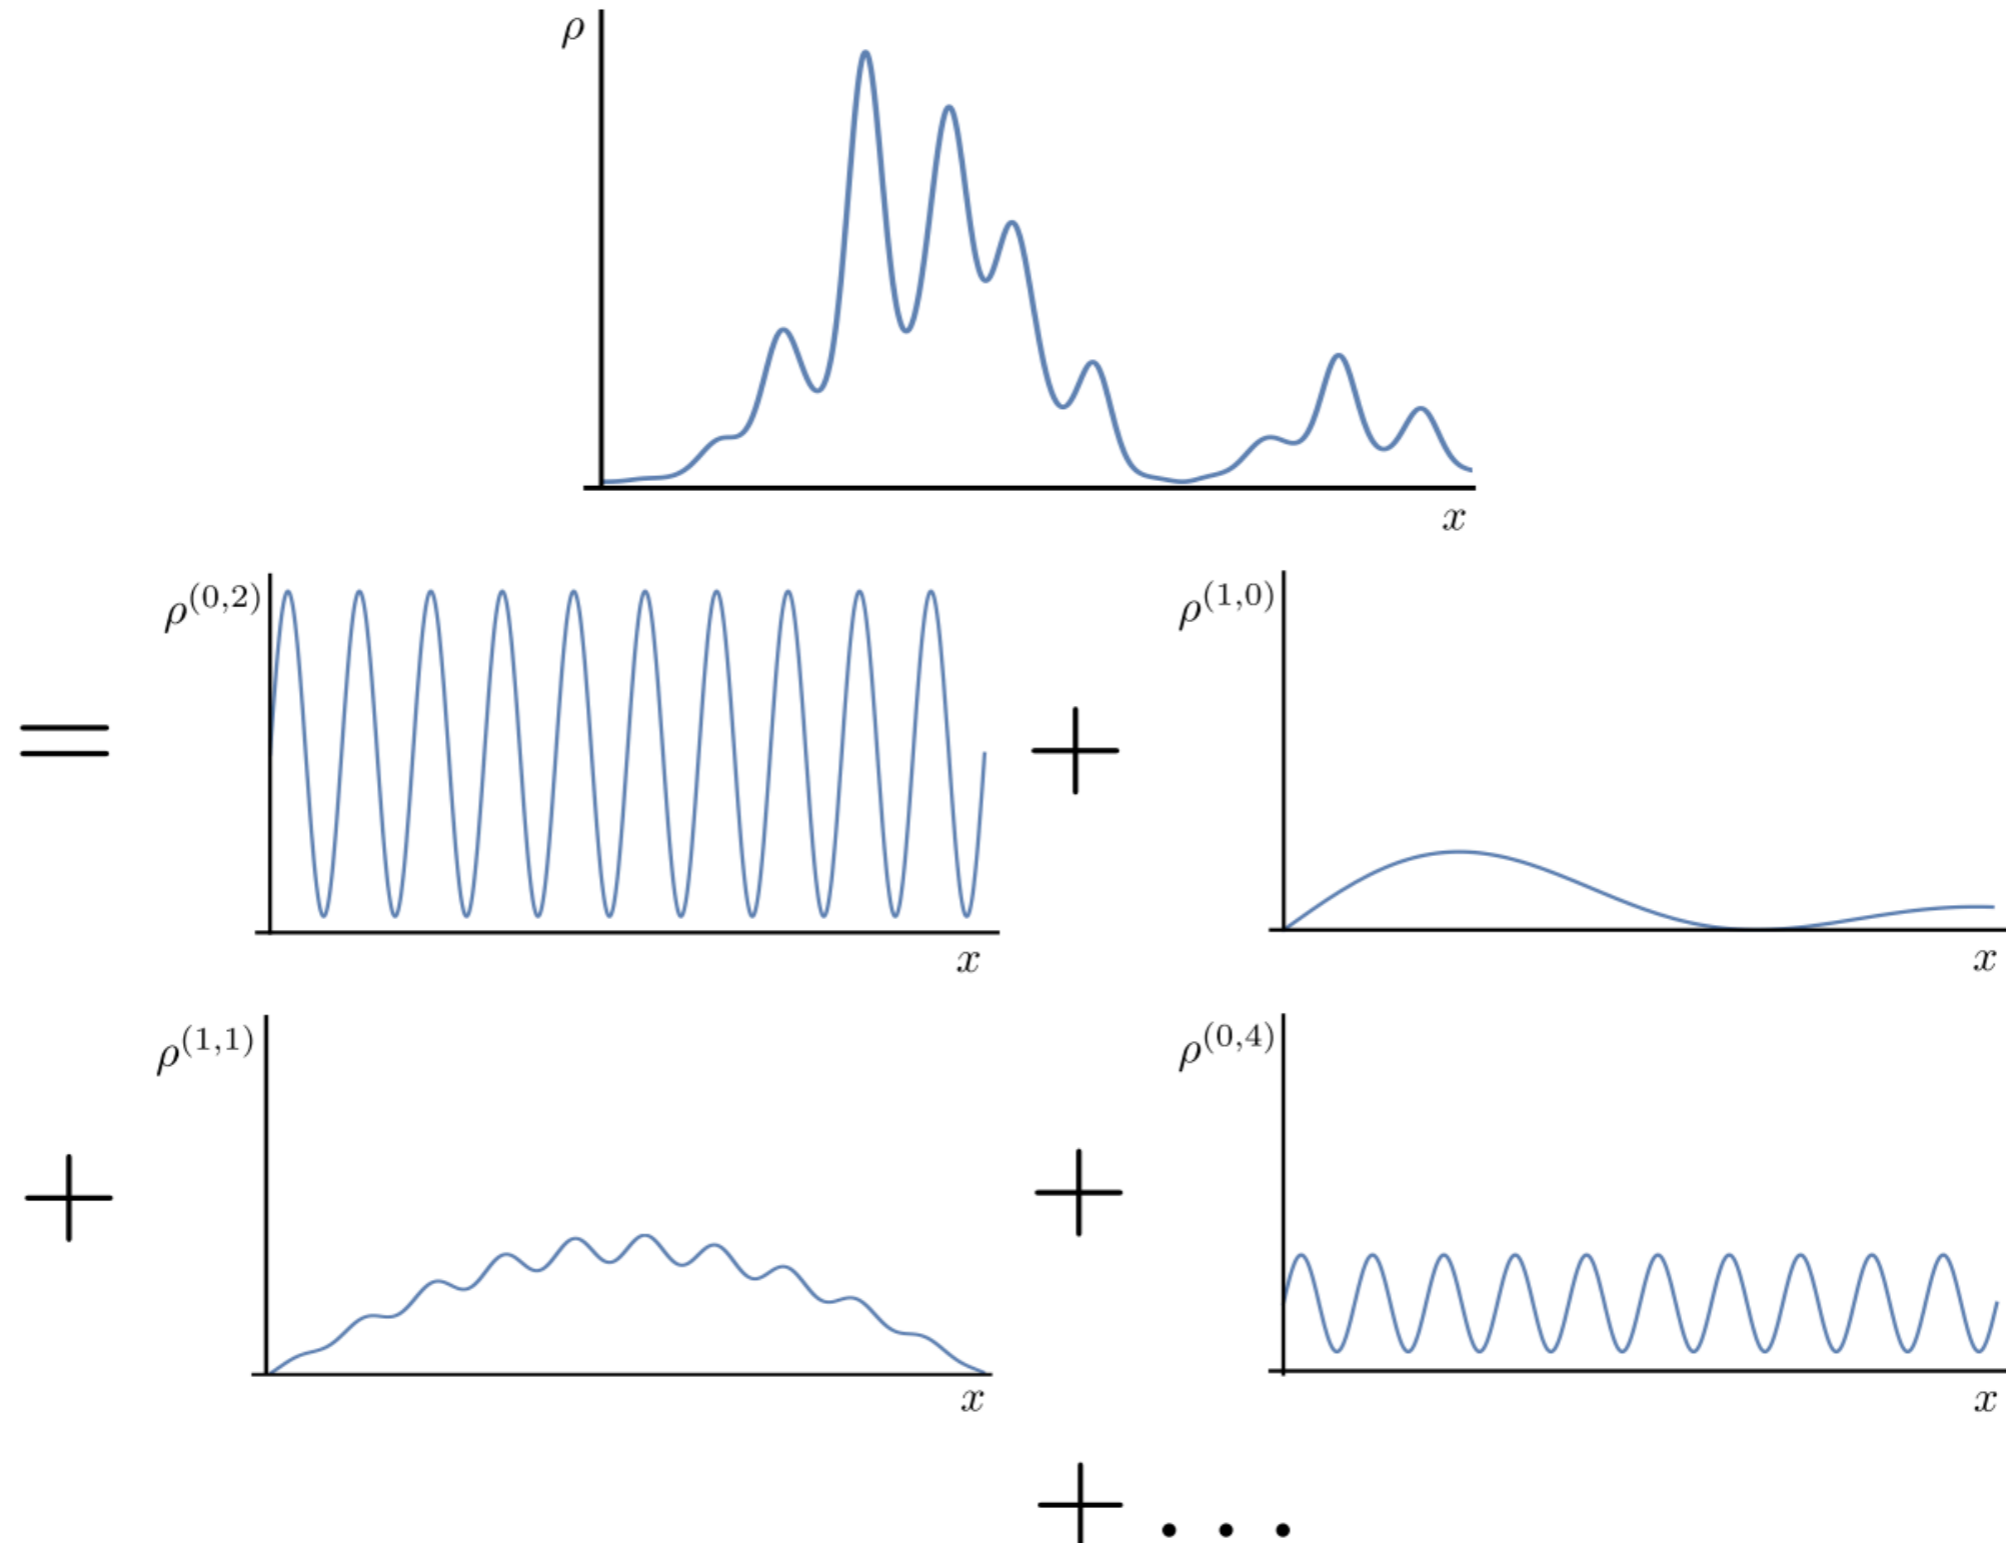 ρ
x
=
ρ^(0,2)
x
+
ρ^(1,0)
x
+
ρ^(1,1)
x
+
ρ^(0,4)
x
+ ...